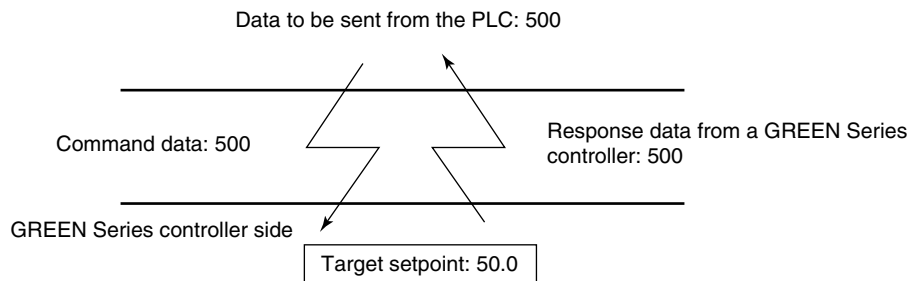 Data to be sent from the PLC: 500
Command data: 500
Response data from a GREEN Series
controller: 500
GREEN Series controller side
Target setpoint: 50.0